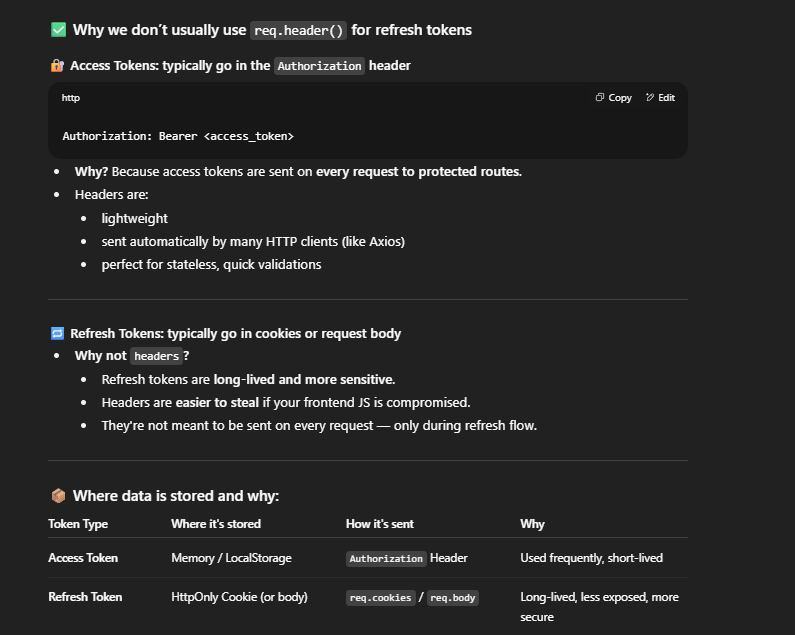 ✅ Why we don’t usually use req.header() for refresh tokens
🔐 Access Tokens: typically go in the Authorization header
http Copy Edit
Authorization: Bearer <access_token>
• Why? Because access tokens are sent on every request to protected routes.
• Headers are:
• lightweight
• sent automatically by many HTTP clients (like Axios)
• perfect for stateless, quick validations
🔁 Refresh Tokens: typically go in cookies or request body
• Why not headers?
• Refresh tokens are long-lived and more sensitive.
• Headers are easier to steal if your frontend JS is compromised.
• They're not meant to be sent on every request — only during refresh flow.
📦 Where data is stored and why:
Token Type Where it's stored How it's sent Why
Access Token Memory / LocalStorage Authorization Header Used frequently, short-lived
Refresh Token HttpOnly Cookie (or body) req.cookies / req.body Long-lived, less exposed, more
secure